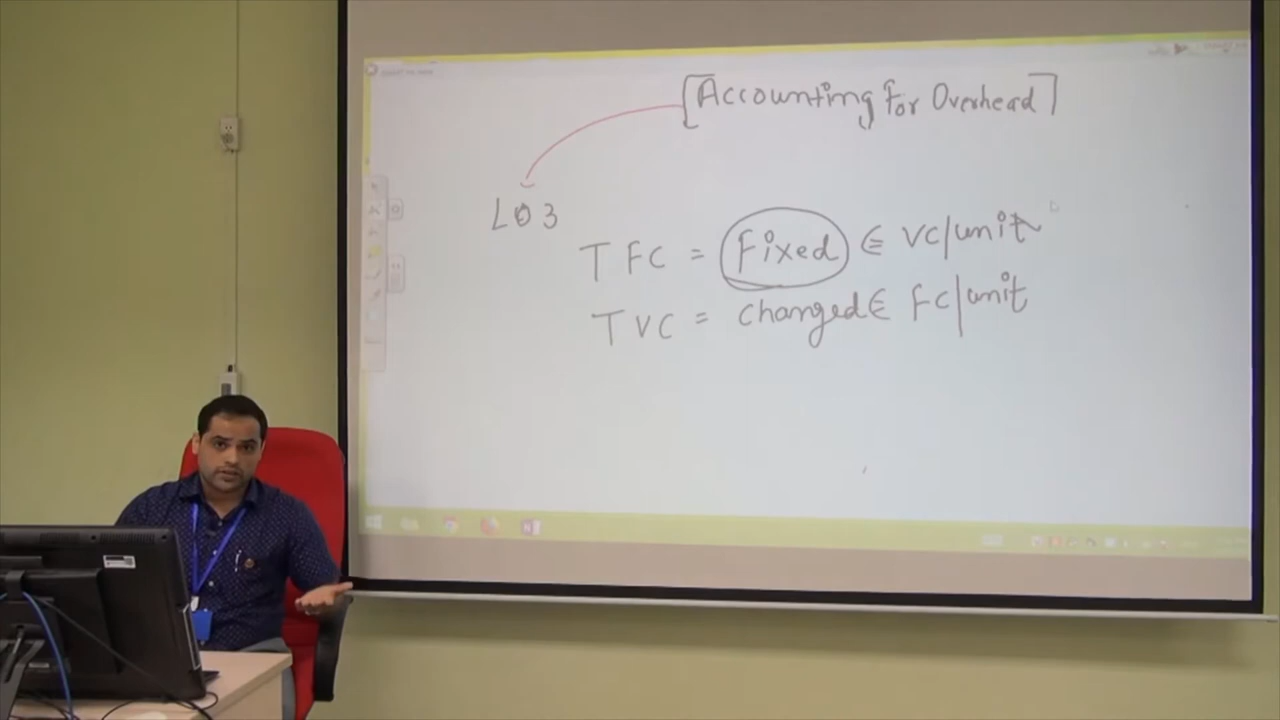 [Accounting for Overhead]
LO3
TFC = Fixed ∈ VC/unit
TVC = changed ∈ FC/unit